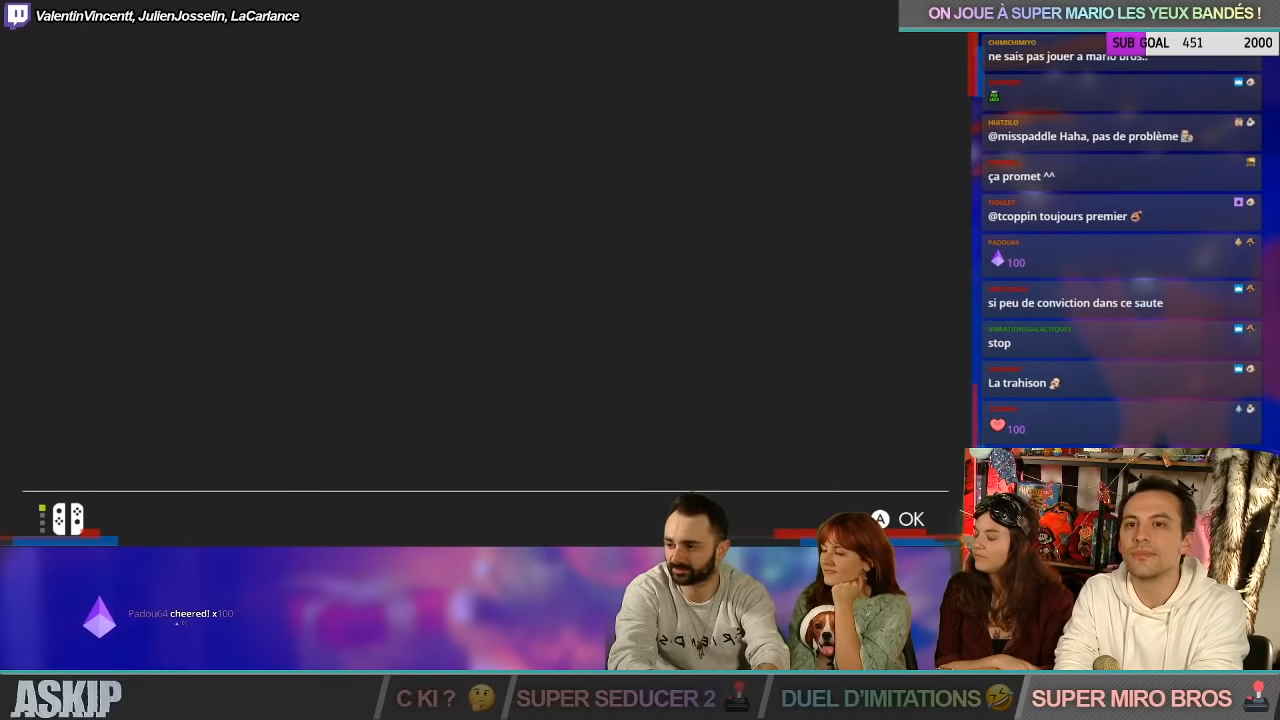 ValentinVincentt, JulienJosselin, LaCarlance
ON JOUE À SUPER MARIO LES YEUX BANDÉS !
SUB GOAL 451 2000
CHIMICHIMIYO
ne sais pas jouer a mario bros..
HUITZILO
@misspaddle Haha, pas de problème
ça promet ^^
TIOULET
@tcoppin toujours premier
PADOU64
100
si peu de conviction dans ce saute
VIBRATIONSGALACTIQUES
stop
La trahison
100
A OK
Padou64 cheered! x100
FRIENDS
ASKIP
C KI ?
SUPER SEDUCER 2
DUEL D'IMITATIONS
SUPER MIRO BROS